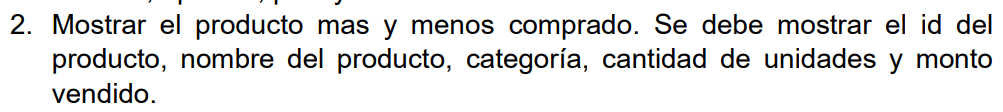 2. Mostrar el producto mas y menos comprado. Se debe mostrar el id del
producto, nombre del producto, categoría, cantidad de unidades y monto
vendido.